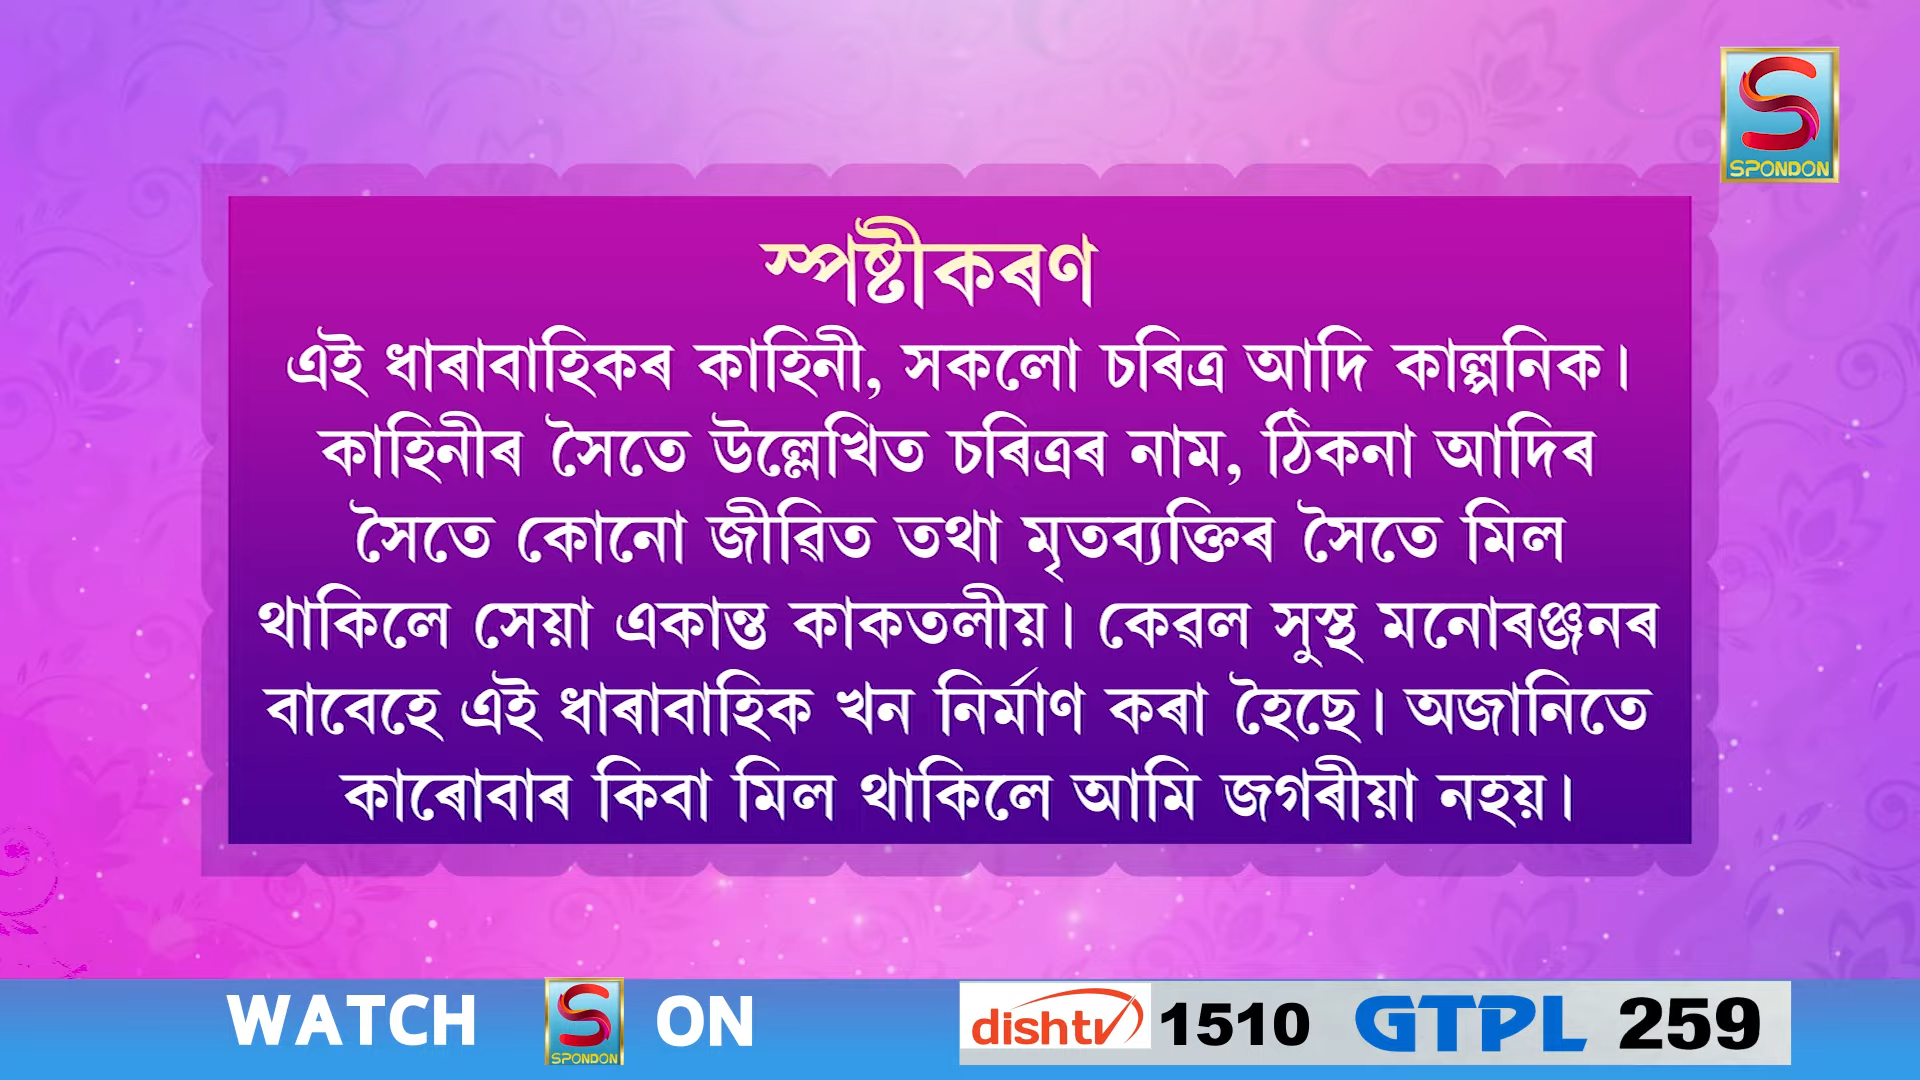 SPONDON
স্পষ্টীকৰণ
এই ধাৰাবাহিকৰ কাহিনী, সকলো চৰিত্ৰ আদি কাল্পনিক।
কাহিনীৰ সৈতে উল্লেখিত চৰিত্ৰৰ নাম, ঠিকনা আদিৰ
সৈতে কোনো জীৱিত তথা মৃতব্যক্তিৰ সৈতে মিল
থাকিলে সেয়া একান্ত কাকতলীয়। কেৱল সুস্থ মনোৰঞ্জনৰ
বাবেহে এই ধাৰাবাহিক খন নিৰ্মাণ কৰা হৈছে। অজানিতে
কাৰোবাৰ কিবা মিল থাকিলে আমি জগৰীয়া নহয়।
WATCH S SPONDON ON dishtv 1510 GTPL 259